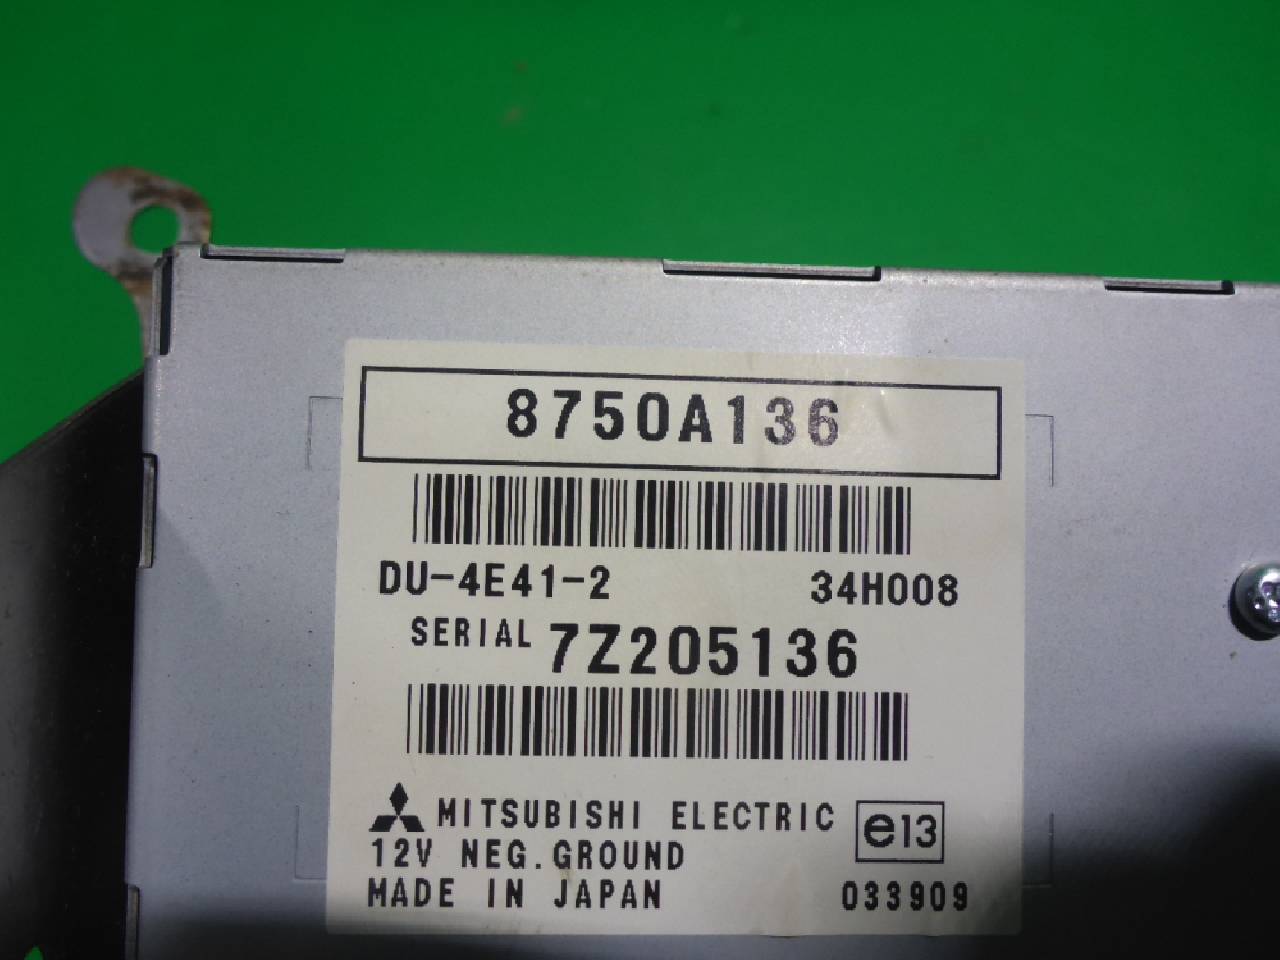 8750A136
DU-4E41-2 34H008
SERIAL 7Z205136
MITSUBISHI ELECTRIC e13
12V NEG.GROUND
MADE IN JAPAN 033909